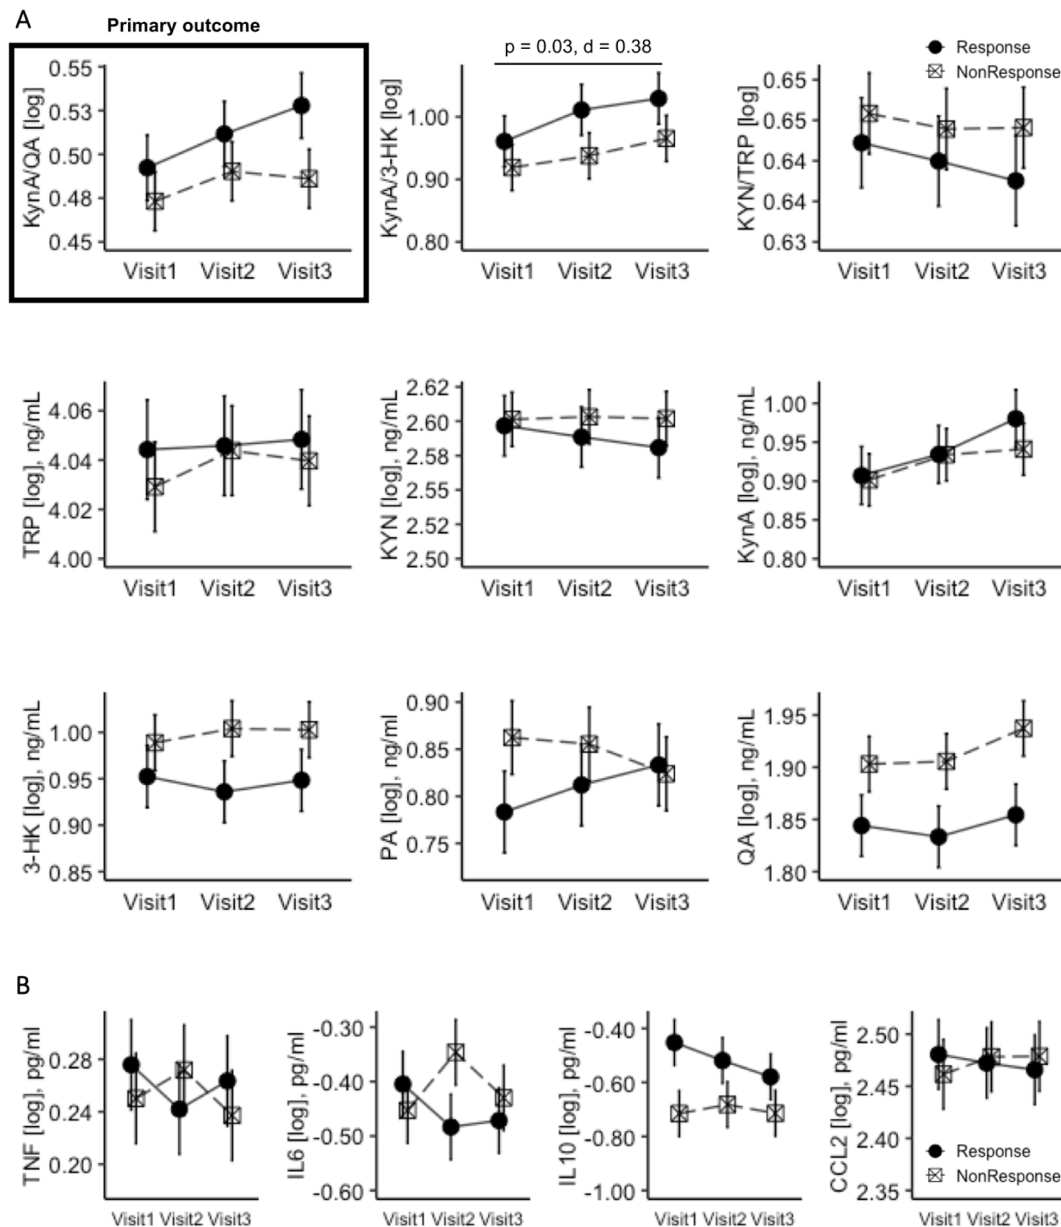 A
Primary outcome
KynA/QA [log]
0.55
0.53
0.50
0.48
0.45
Visit1 Visit2 Visit3
p = 0.03, d = 0.38
KynA/3-HK [log]
1.00
0.90
0.80
Visit1 Visit2 Visit3
Response
NonResponse
KYN/TRP [log]
0.65
0.65
0.64
0.64
0.63
Visit1 Visit2 Visit3
TRP [log], ng/mL
4.06
4.04
4.02
4.00
Visit1 Visit2 Visit3
KYN [log], ng/mL
2.62
2.60
2.58
2.55
2.52
2.50
Visit1 Visit2 Visit3
KynA [log], ng/mL
1.00
0.95
0.90
0.85
0.80
Visit1 Visit2 Visit3
3-HK [log], ng/mL
1.00
0.95
0.90
0.85
Visit1 Visit2 Visit3
PA [log], ng/ml
0.90
0.85
0.80
0.75
Visit1 Visit2 Visit3
QA [log], ng/mL
1.95
1.90
1.85
1.80
Visit1 Visit2 Visit3
B
TNF [log], pg/ml
0.28
0.24
0.20
Visit1 Visit2 Visit3
IL6 [log], pg/ml
-0.30
-0.40
-0.50
-0.60
Visit1 Visit2 Visit3
IL10 [log], pg/ml
-0.40
-0.60
-0.80
-1.00
Visit1 Visit2 Visit3
CCL2 [log], pg/ml
2.50
2.45
2.40
2.35
Response
NonResponse
Visit1 Visit2 Visit3